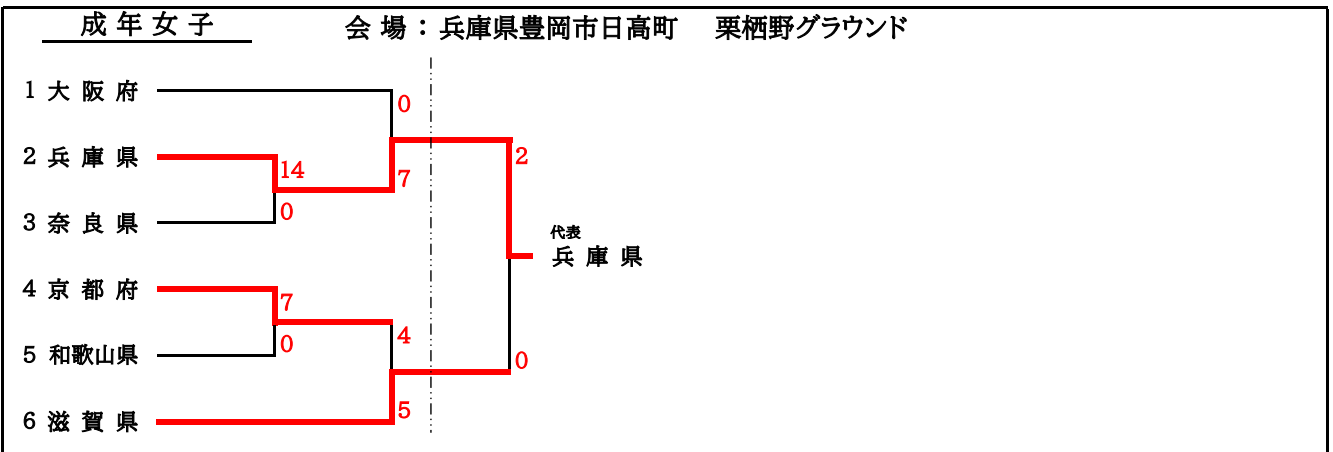 成年女子 会場：兵庫県豊岡市日高町 栗栖野グラウンド
1 大阪府
0
2 兵庫県
14
2
7
3 奈良県
0
代表
兵庫県
4 京都府
7
5 和歌山県
0
4
0
6 滋賀県
5